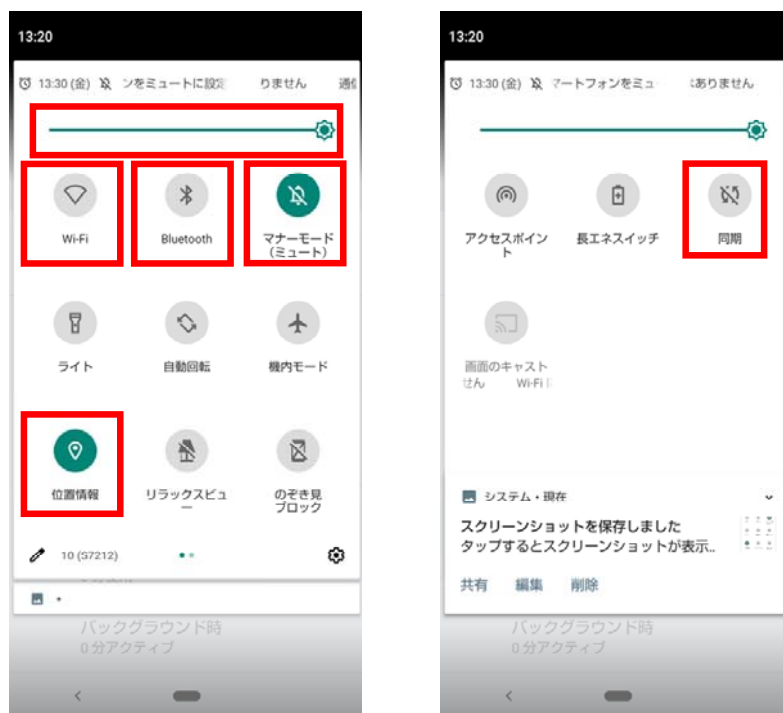 13:20
13:30 (金) ンをミュートに設定 りません 通信
Wi-Fi
Bluetooth
マナーモード
(ミュート)
ライト
自動回転
機内モード
位置情報
リラックスビュ
ー
のぞき見
ブロック
10 (S7212)
バックグラウンド時
0 分アクティブ
13:20
13:30 (金) マートフォンをミュ はありません
アクセスポイン
ト
長エネスイッチ
同期
画面のキャスト
せん Wi-Fi
システム・現在
スクリーンショットを保存しました
タップするとスクリーンショットが表示..
共有 編集 削除
バックグラウンド時
0 分アクティブ